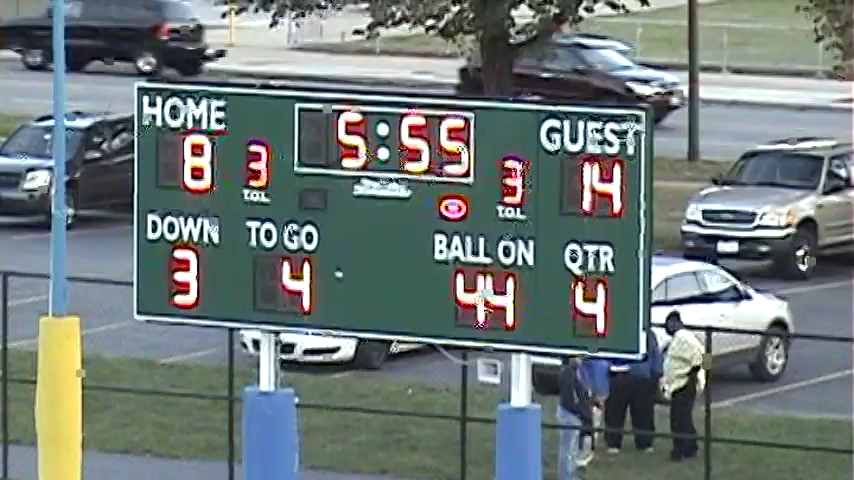 HOME 5:55 GUEST
8 3 3 14
T.O.L. T.O.L.
DOWN TO GO BALL ON QTR
3 4 44 4